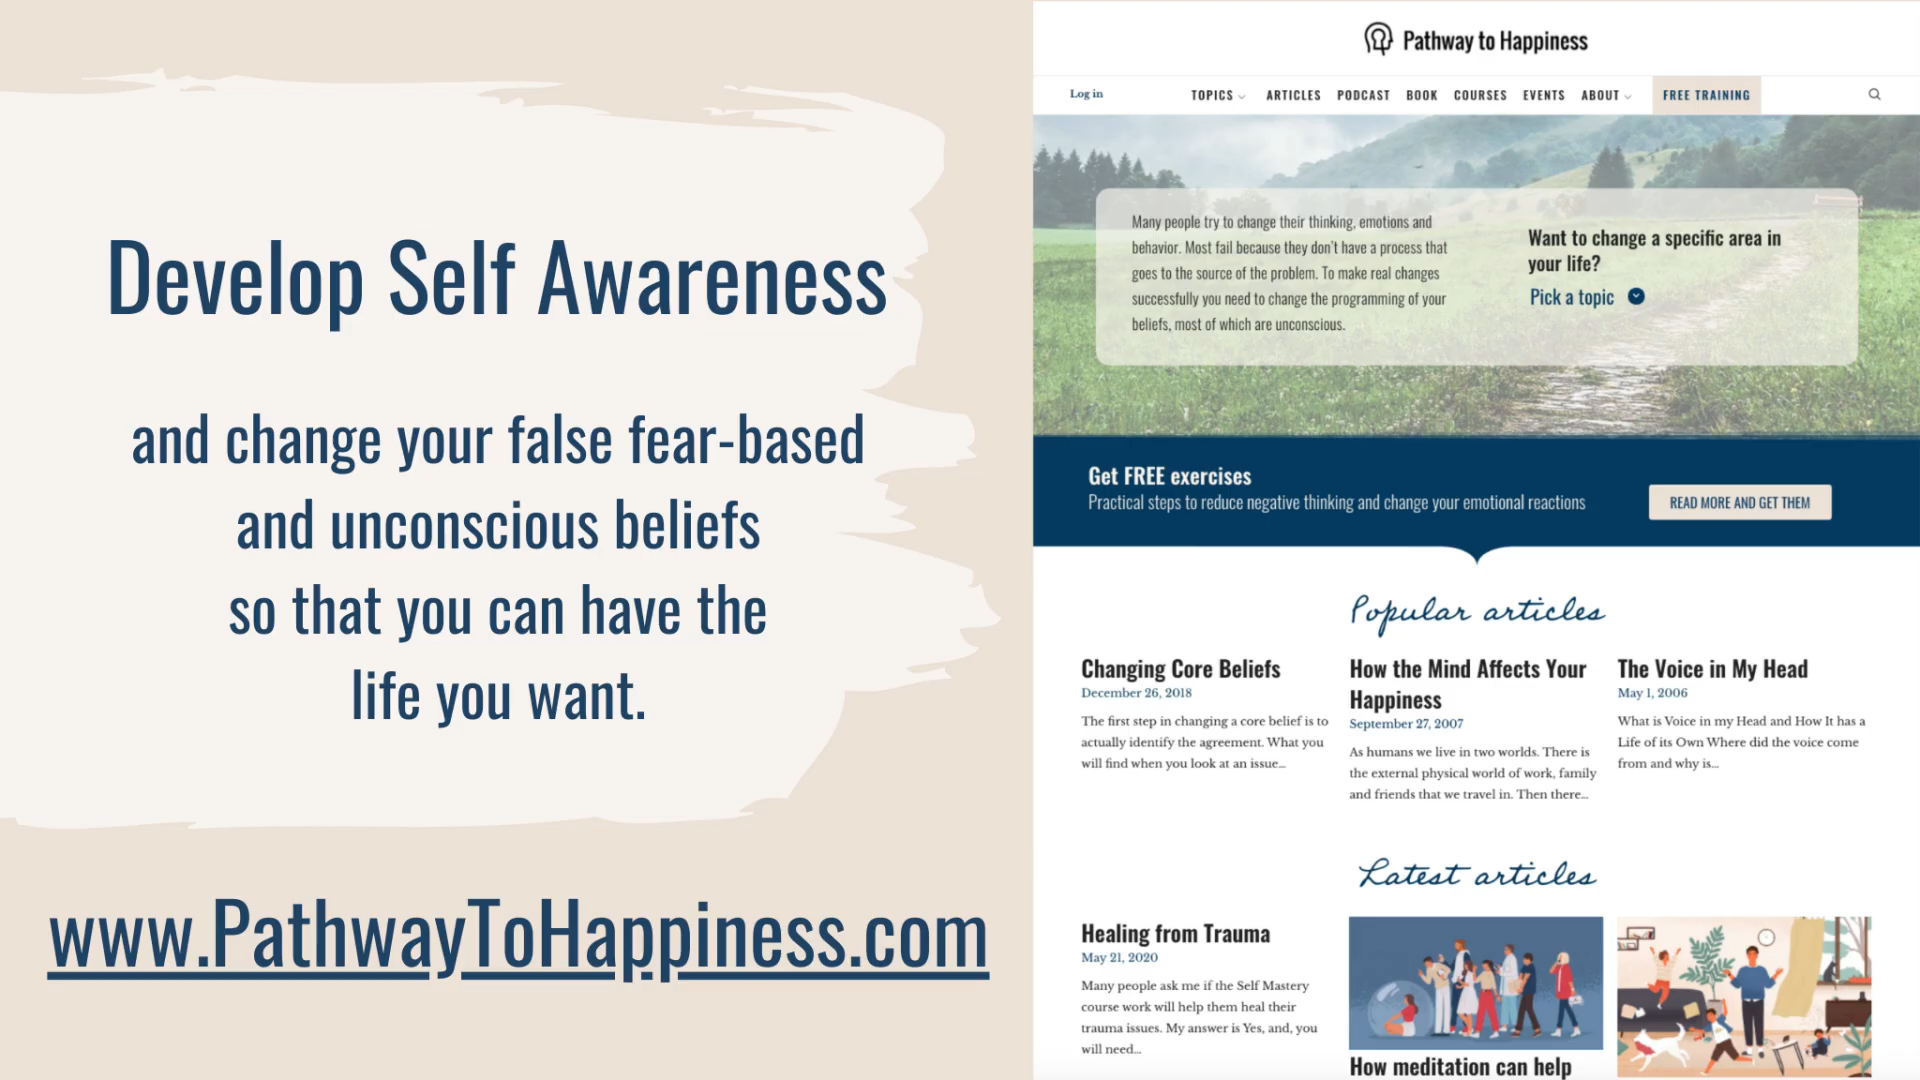 Develop Self Awareness
and change your false fear-based
and unconscious beliefs
so that you can have the
life you want.
www.PathwayToHappiness.com
Pathway to Happiness
Log in
TOPICS
ARTICLES
PODCAST
BOOK
COURSES
EVENTS
ABOUT
FREE TRAINING
Many people try to change their thinking, emotions and
behavior. Most fail because they don't have a process that
goes to the source of the problem. To make real changes
successfully you need to change the programming of your
beliefs, most of which are unconscious.
Want to change a specific area in
your life?
Pick a topic
Get FREE exercises
Practical steps to reduce negative thinking and change your emotional reactions
READ MORE AND GET THEM
Popular articles
Changing Core Beliefs
December 26, 2018
The first step in changing a core belief is to
actually identify the agreement. What you
will find when you look at an issue...
How the Mind Affects Your
Happiness
September 27, 2007
As humans we live in two worlds. There is
the external physical world of work, family
and friends that we travel in. Then there...
The Voice in My Head
May 1, 2006
What is Voice in my Head and How It has a
Life of its Own Where did the voice come
from and why is...
Latest articles
Healing from Trauma
May 21, 2020
Many people ask me if the Self Mastery
course work will help them heal their
trauma issues. My answer is Yes, and, you
will need...
How meditation can help